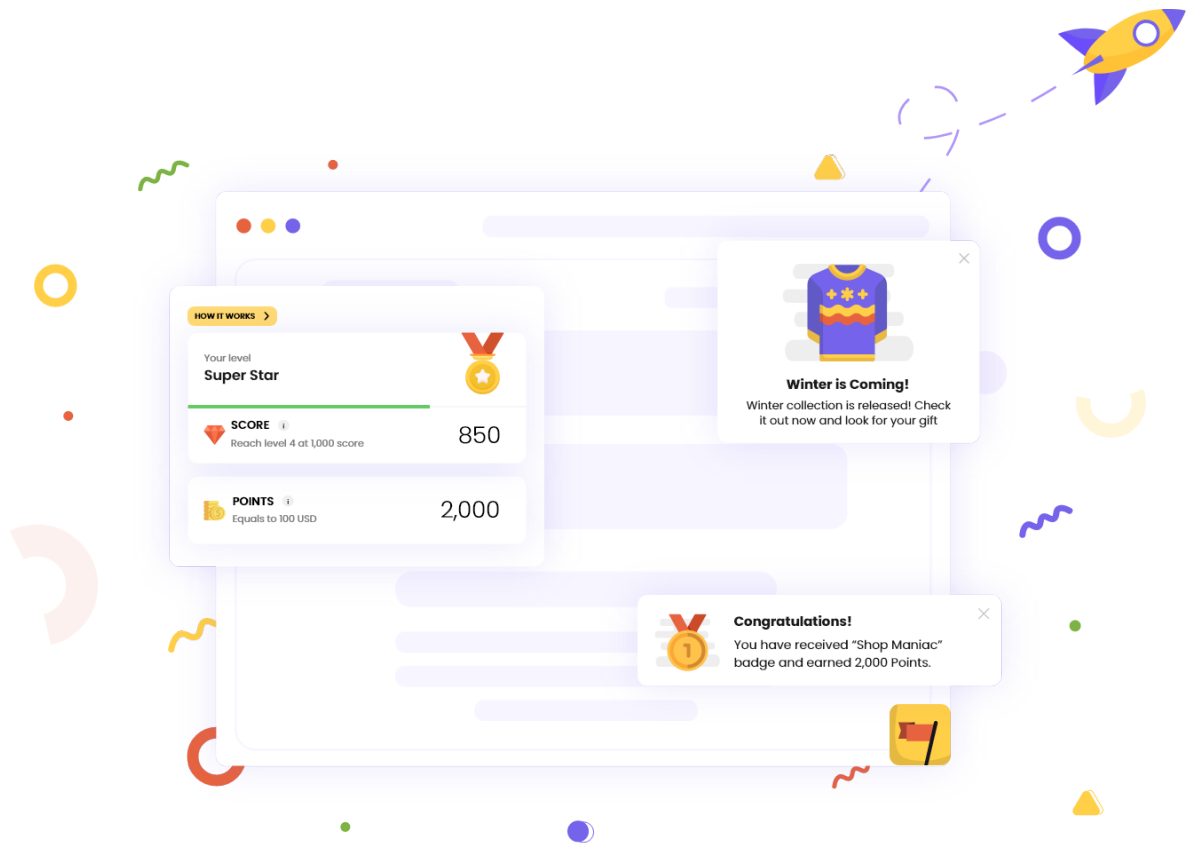 HOW IT WORKS
Your level
Super Star
SCORE i
Reach level 4 at 1,000 score
850
POINTS i
Equals to 100 USD
2,000
Winter is Coming!
Winter collection is released! Check
it out now and look for your gift
1
Congratulations!
You have received “Shop Maniac”
badge and earned 2,000 Points.